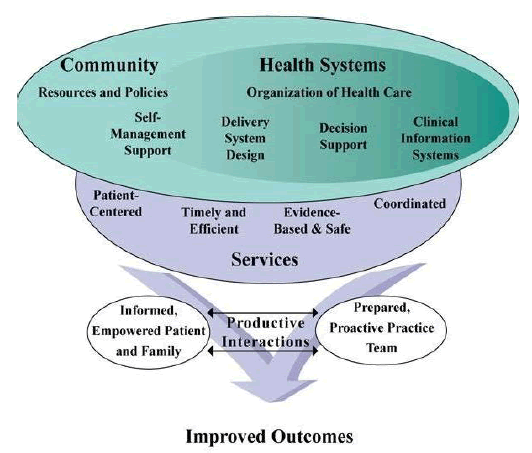 Community
Resources and Policies
Health Systems
Organization of Health Care
Self-
Management
Support
Delivery
System
Design
Decision
Support
Clinical
Information
Systems
Patient-
Centered
Timely and
Efficient
Evidence-
Based & Safe
Coordinated
Services
Informed,
Empowered Patient
and Family
Productive
Interactions
Prepared,
Proactive Practice
Team
Improved Outcomes